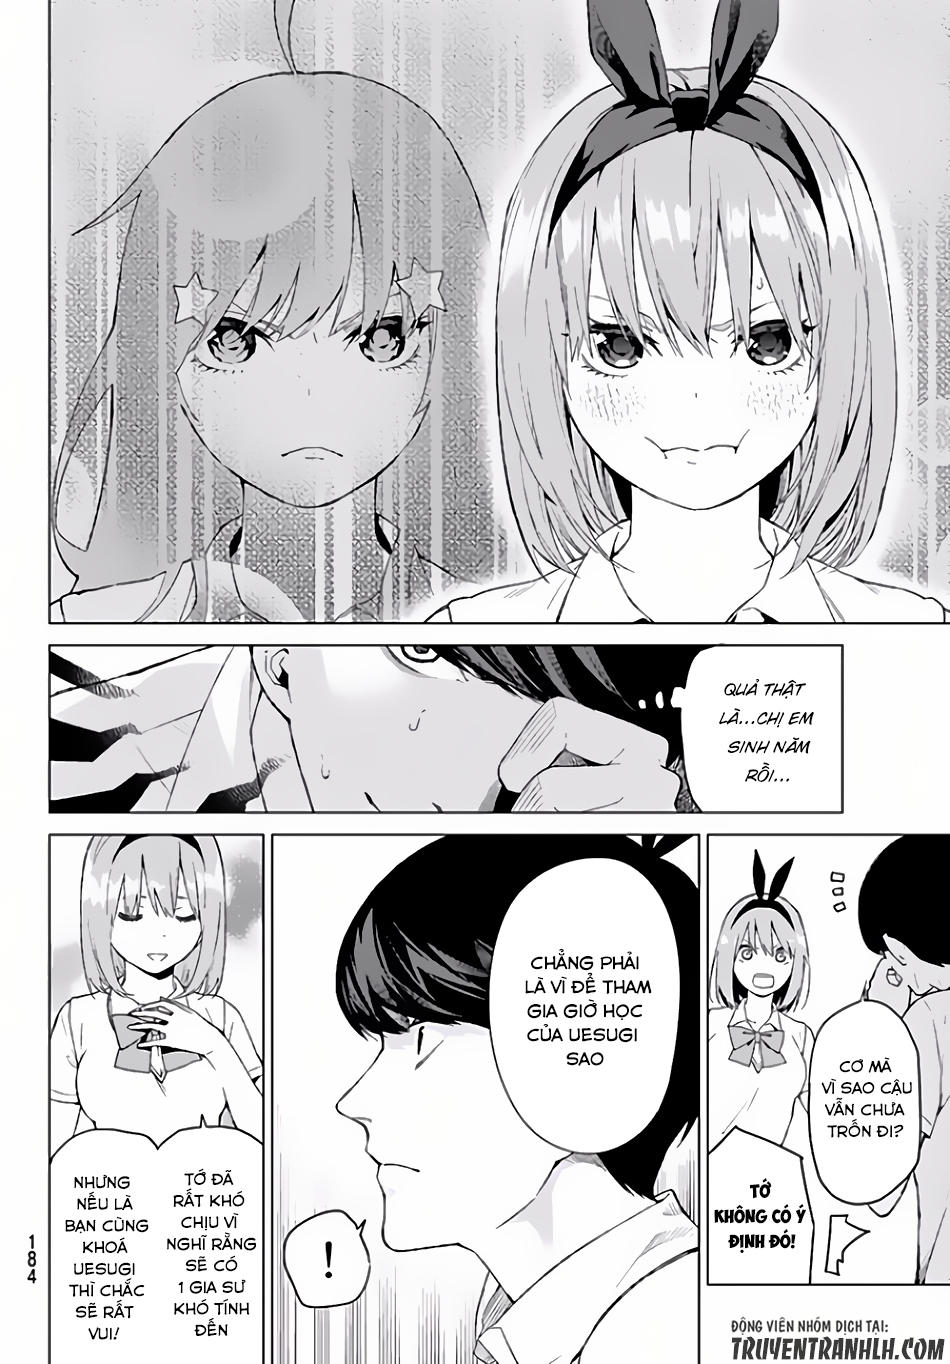 QUẢ THẬT
LÀ...CHỊ EM
SINH NĂM
RỒI...
CƠ MÀ
VÌ SAO CẬU
VẪN CHƯA
TRỐN ĐI?
TỚ
KHÔNG CÓ Ý
ĐỊNH ĐÓ!
CHẲNG PHẢI
LÀ VÌ ĐỂ THAM
GIA GIỜ HỌC
CỦA UESUGI
SAO
!
TỚ ĐÃ
RẤT KHÓ
CHỊU VÌ
NGHĨ RẰNG
SẼ CÓ
1 GIA SƯ
KHÓ TÍNH
ĐẾN
NHƯNG
NẾU LÀ
BẠN CÙNG
KHOÁ
UESUGI
THÌ CHẮC
SẼ RẤT
VUI!
184
ĐỘNG VIÊN NHÓM DỊCH TẠI:
TRUYENTRANHLH.COM